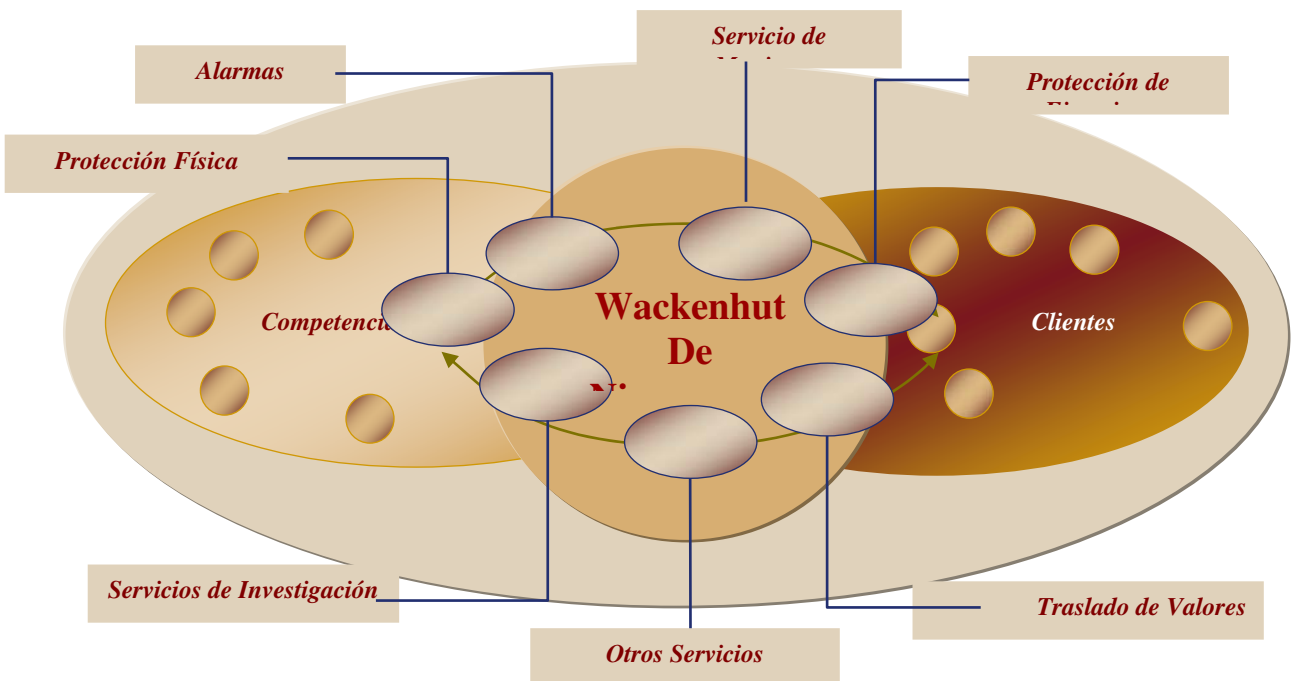 Servicio de
Alarmas
Protección de
Protección Física
Wackenhut
De
Competencia
Clientes
Servicios de Investigación
Traslado de Valores
Otros Servicios